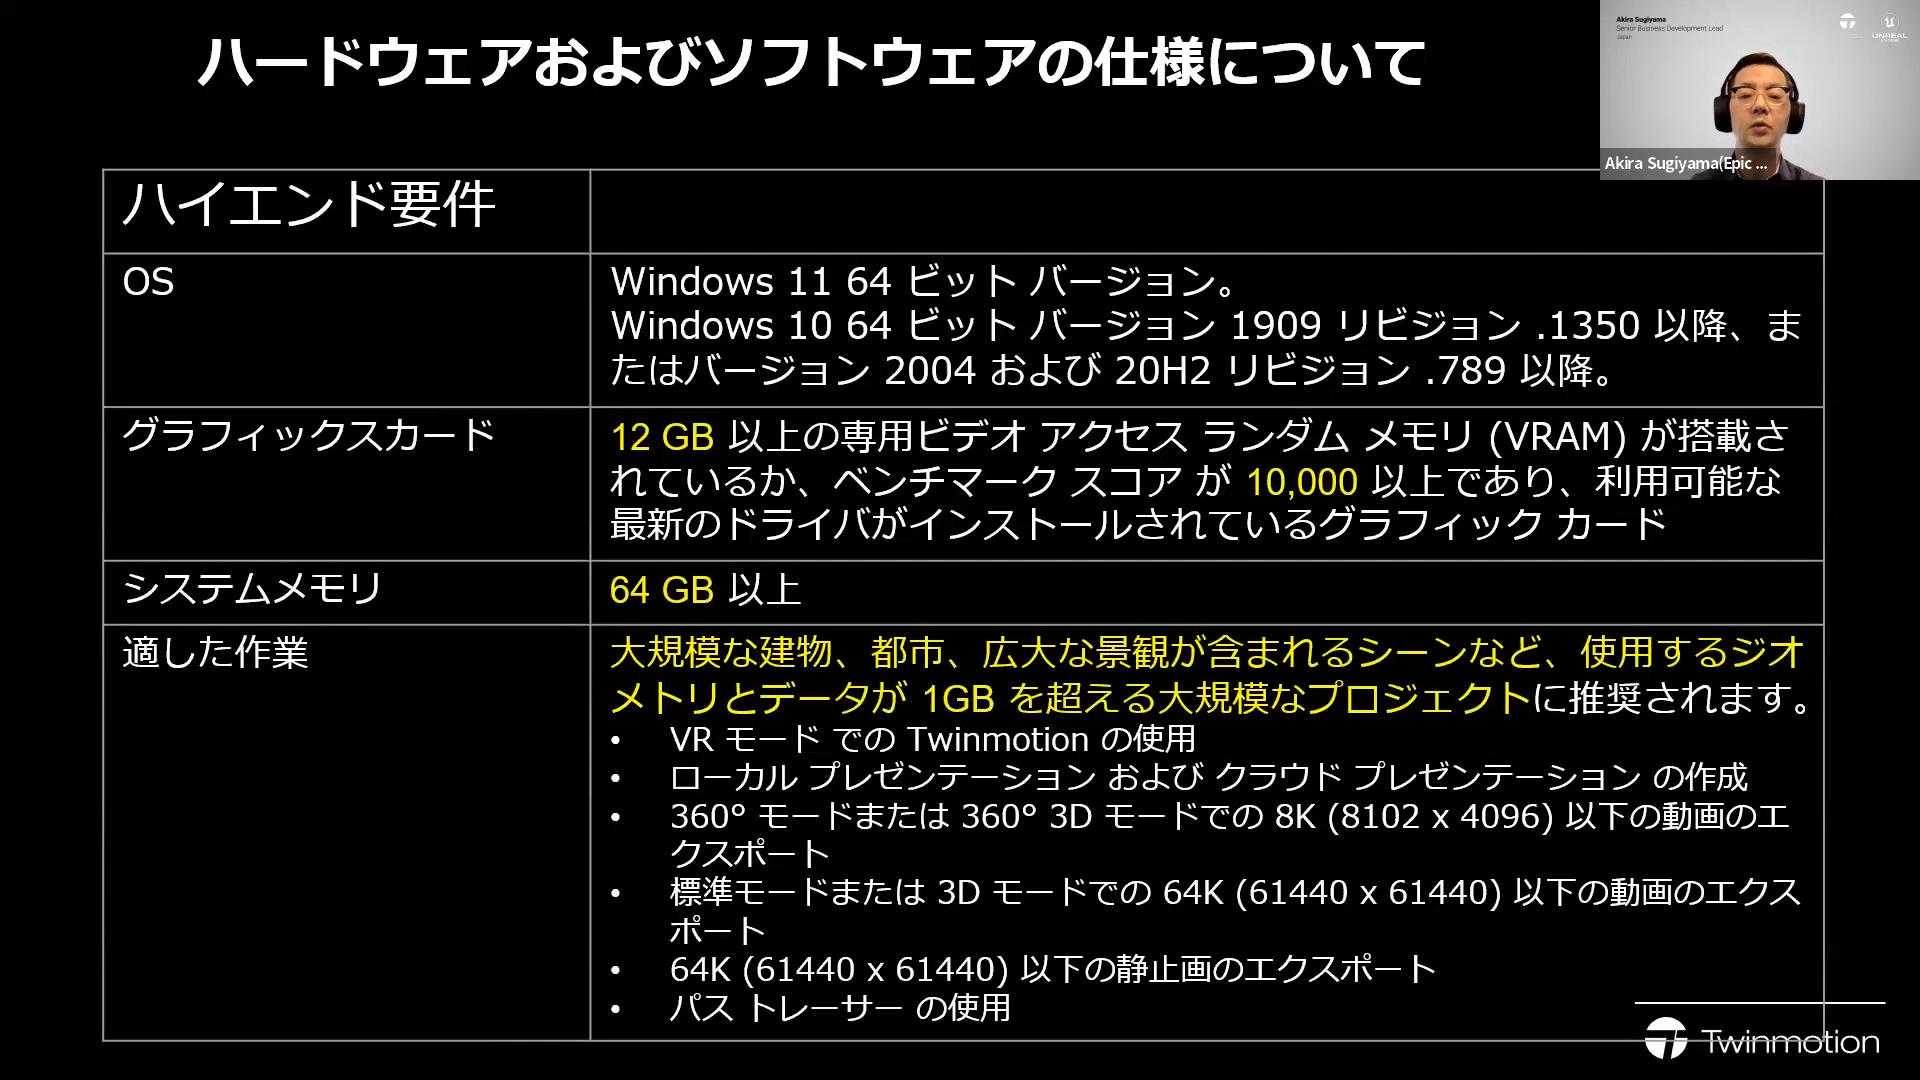 ハードウェアおよびソフトウェアの仕様について
Akira Sugiyama
Senior Business Development Lead
Japan
UNREAL
Akira Sugiyama(Epic ...
ハイエンド要件
OS
Windows 11 64 ビット バージョン。
Windows 10 64 ビット バージョン 1909 リビジョン .1350 以降、ま
たはバージョン 2004 および 20H2 リビジョン .789 以降。
グラフィックスカード
12 GB 以上の専用ビデオ アクセス ランダム メモリ (VRAM) が搭載さ
れているか、ベンチマーク スコア が 10,000 以上であり、利用可能な
最新のドライバがインストールされているグラフィック カード
システムメモリ
64 GB 以上
適した作業
大規模な建物、都市、広大な景観が含まれるシーンなど、使用するジオ
メトリとデータが 1GB を超える大規模なプロジェクトに推奨されます。
• VR モード での Twinmotion の使用
• ローカル プレゼンテーション および クラウド プレゼンテーション の作成
• 360° モードまたは 360° 3D モードでの 8K (8102 x 4096) 以下の動画のエ
クスポート
• 標準モードまたは 3D モードでの 64K (61440 x 61440) 以下の動画のエクス
ポート
• 64K (61440 x 61440) 以下の静止画のエクスポート
• パス トレーサー の使用
Twinmotion